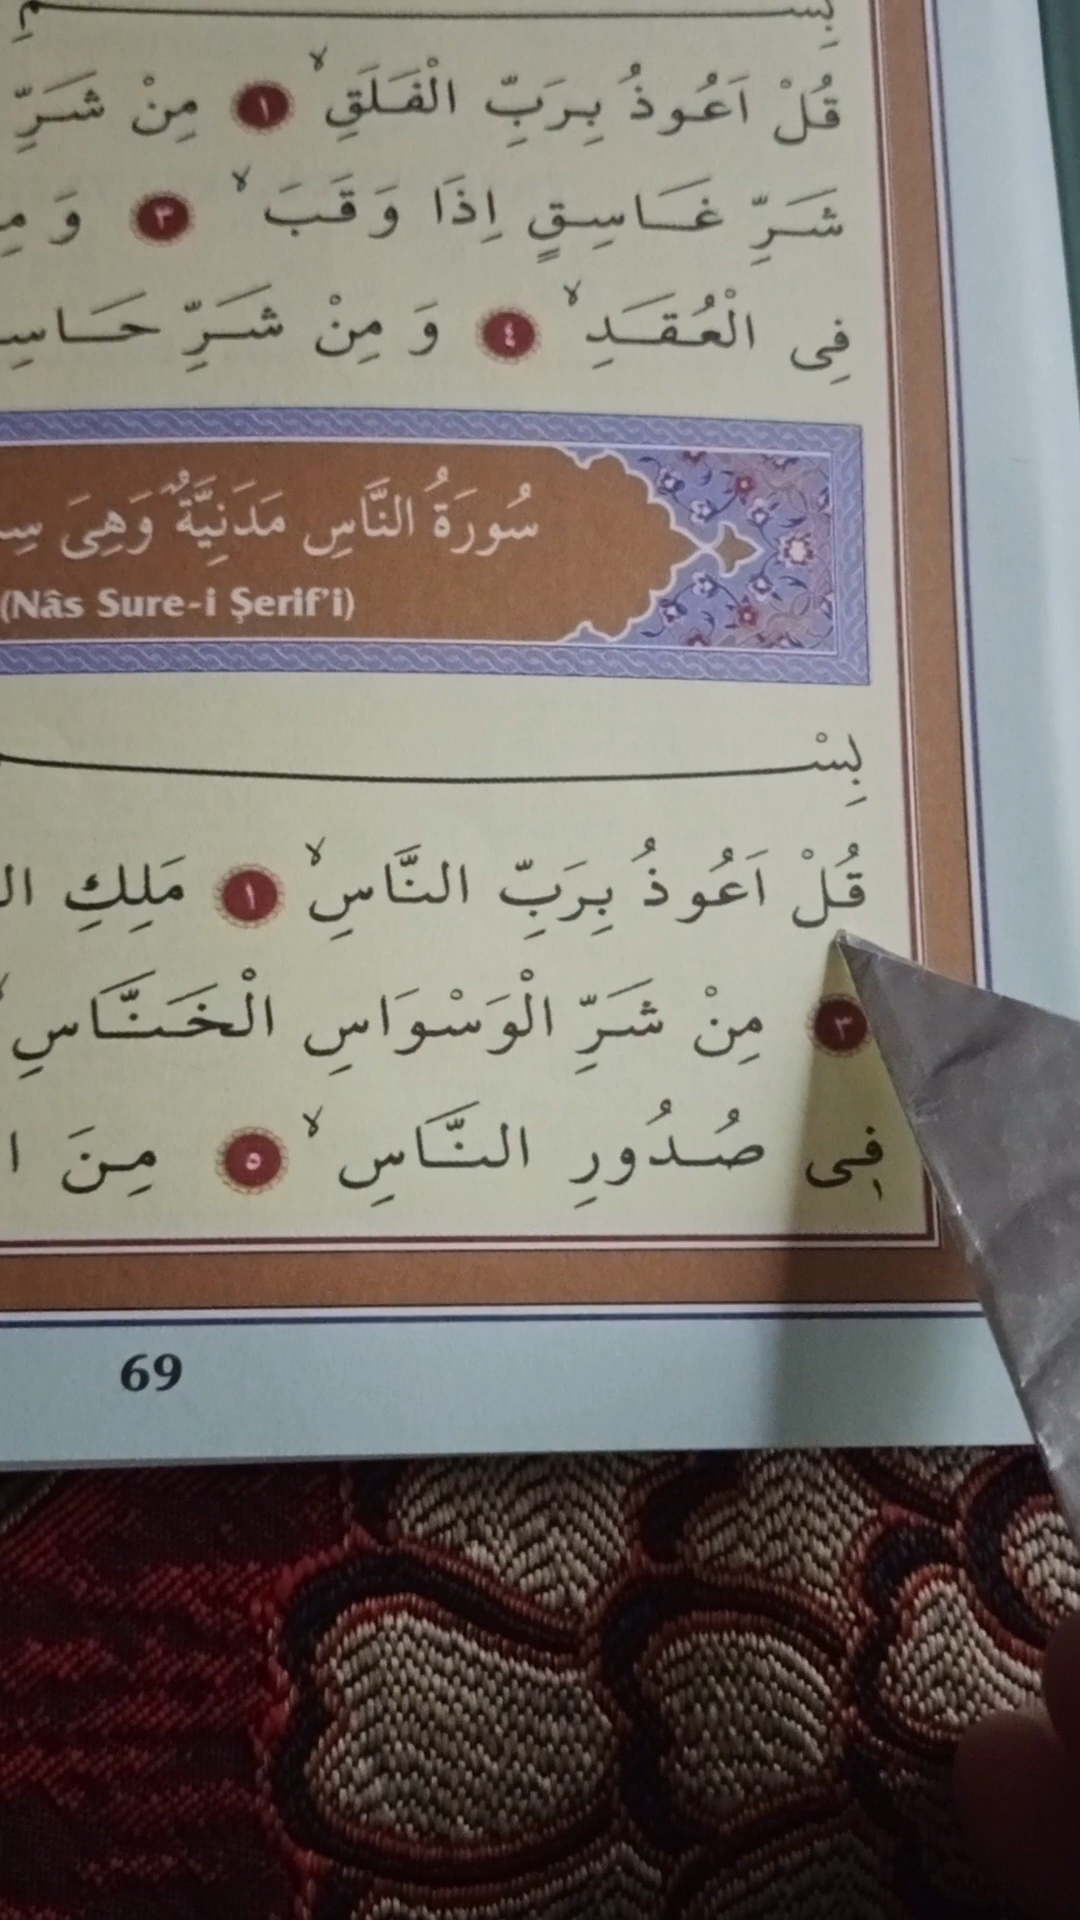 بِسْمِ
قُلْ اَعُوذُ بِرَبِّ الْفَلَقِۙ ١ مِنْ شَرِّ
شَرِّ غَاسِقٍ اِذَا وَقَبَۙ ٣ وَ
فِى الْعُقَدِۙ ٤ وَ مِنْ شَرِّ
سُورَةُ النَّاسِ مَدَنِيَّةٌ وَهِىَ
(Nâs Sure-i Şerif'i)
بِسْ
قُلْ اَعُوذُ بِرَبِّ النَّاسِۙ ١ مَلِكِ
٣ مِنْ شَرِّ الْوَسْوَاسِ الْخَنَّاسِۙ
فٖى صُدُورِ النَّاسِۙ ٥ مِنَ
69